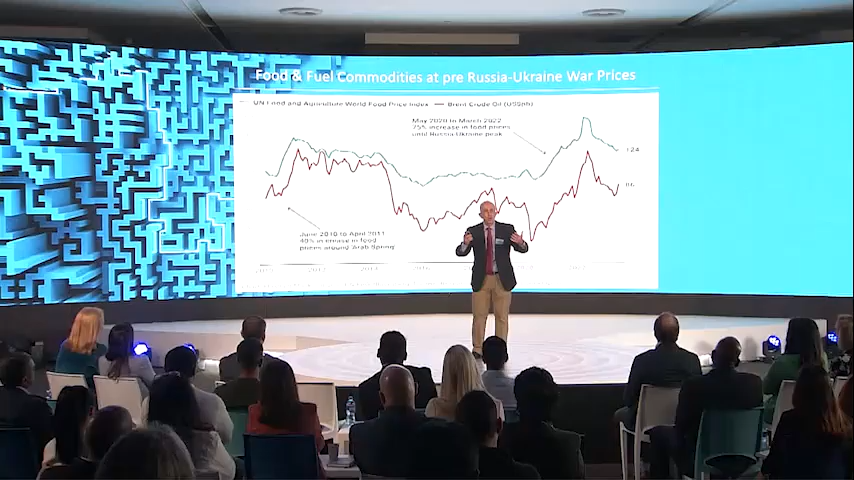 Food & Fuel Commodities at pre Russia-Ukraine War Prices
UN Food and Agriculture World Food Price Index — Brent Crude Oil (US$/b)
May 2020 to March 2022
75% increase in food prices
until Russia Ukraine peak
124
86
June 2010 to April 2011
40% increase in food
prices around 'Arab Spring'